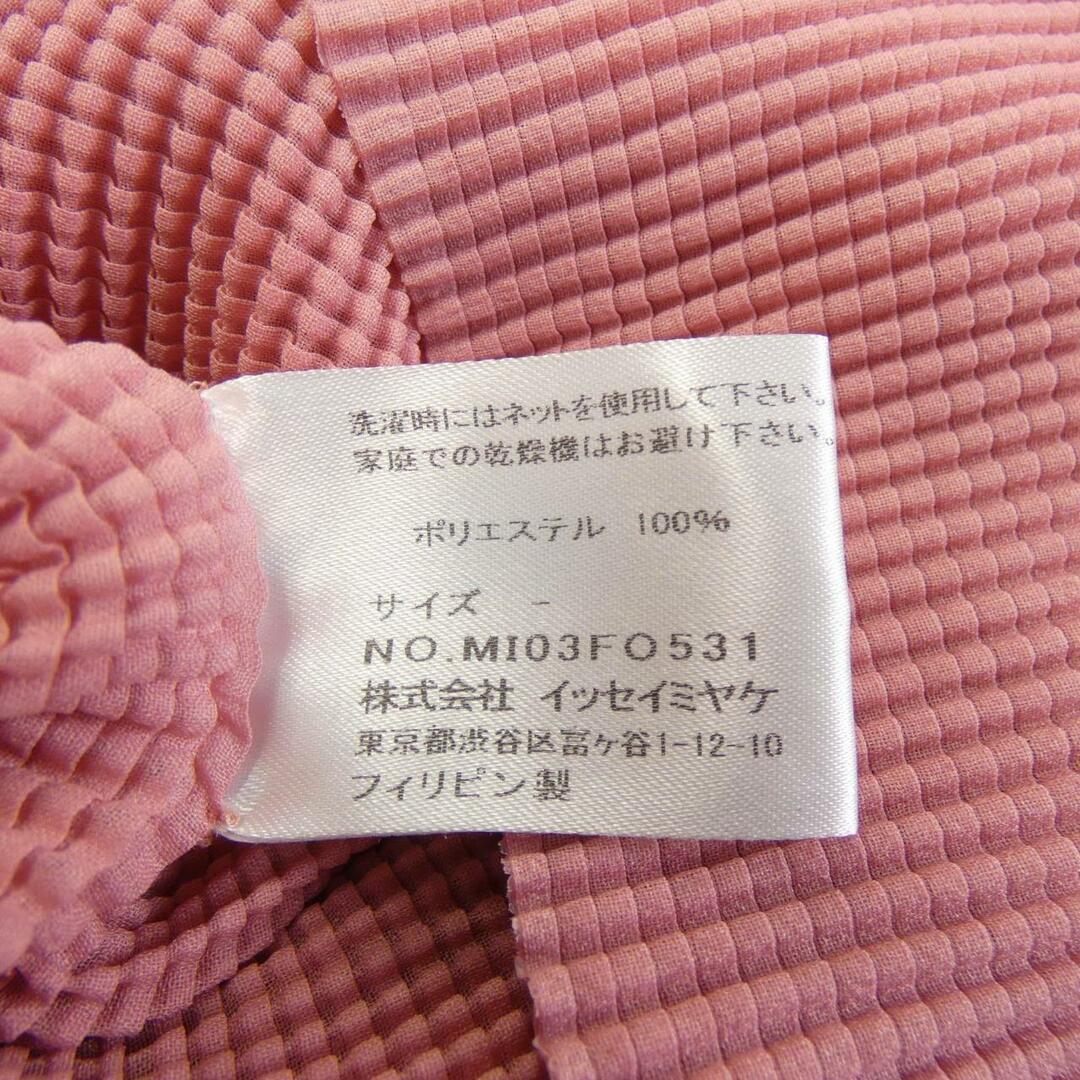 洗濯時にはネットを使用して下さい。
家庭での乾燥機はお避け下さい。
ポリエステル 100%
サイズ -
NO.MI03FO531
株式会社 イッセイミヤケ
東京都渋谷区富ヶ谷1-12-10
フィリピン製